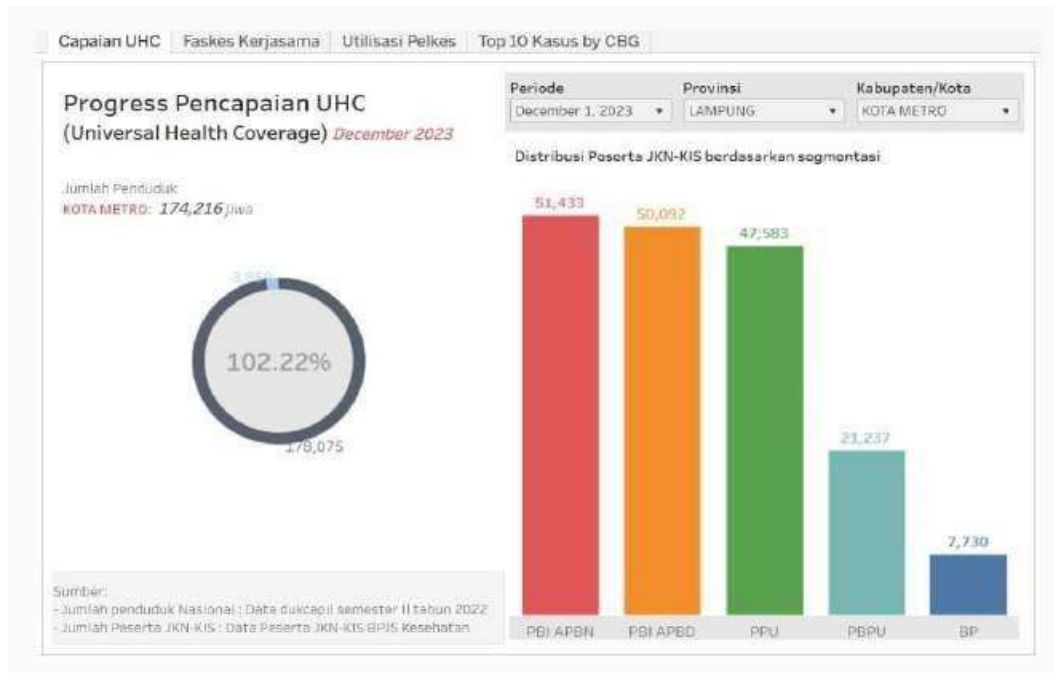 Capaian UHC Faskes Kerjasama Utilisasi Pelkes Top 10 Kasus by CBG
Progress Pencapaian UHC
(Universal Health Coverage) December 2023
Periode Provinsi Kabupaten/Kota
December 1, 2023 LAMPUNG KOTA METRO
Distribusi Peserta JKN-KIS berdasarkan segmentasi
Jumlah Penduduk
KOTA METRO: 174,216 jiwa
51,433
50,092
47,583
21,237
7,730
102.22%
178,075
PBI APBN PBI APBD PPU PBPU BP
Sumber:
- Jumlah penduduk Nasional : Data dukcapil semester II tahun 2022
- Jumlah Peserta JKN-KIS : Data Peserta JKN-KIS BPJS Kesehatan